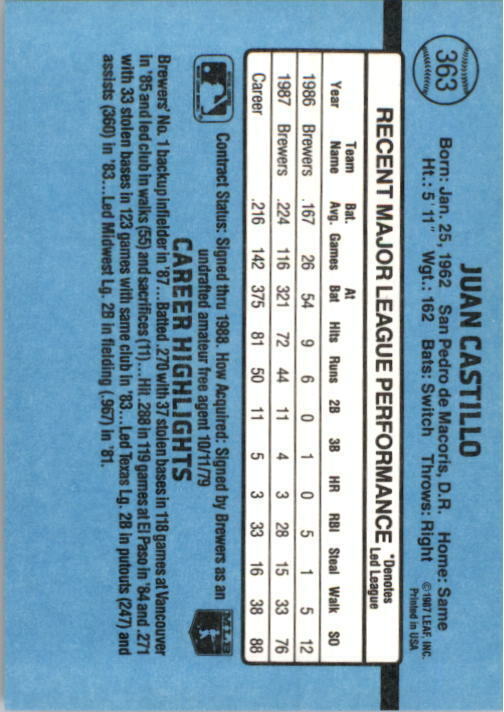 363
JUAN CASTILLO
Born: Jan. 25, 1962 San Pedro de Macoris, D.R. Home: Same
Ht.: 5' 11" Wgt.: 162 Bats: Switch Throws: Right
© 1987 LEAF, INC.
Printed in USA
RECENT MAJOR LEAGUE PERFORMANCE
*Denotes
Led League
Year Team Name Bat. Avg. Games At Bat Hits Runs 2B 3B HR RBI Steal Walk SO
1986 Brewers .167 26 54 9 6 0 1 0 5 1 5 12
1987 Brewers .224 116 321 72 44 11 4 3 28 15 33 76
Career .216 142 375 81 50 11 5 3 33 16 38 88
Contract Status: Signed thru 1988. How Acquired: Signed by Brewers as an
undrafted amateur free agent 10/11/79
MLB
CAREER HIGHLIGHTS
Brewers' No. 1 backup infielder in '87...Batted .270 with 37 stolen bases in 118 games at Vancouver
in '85 and led club in walks (55) and sacrifices (11)....Hit .288 in 119 games at El Paso in '84 and .271
with 33 stolen bases in 123 games with same club in '83...Led Texas Lg. 2B in putouts (247) and
assists (360) in '83...Led Midwest Lg. 2B in fielding (.967) in '81.